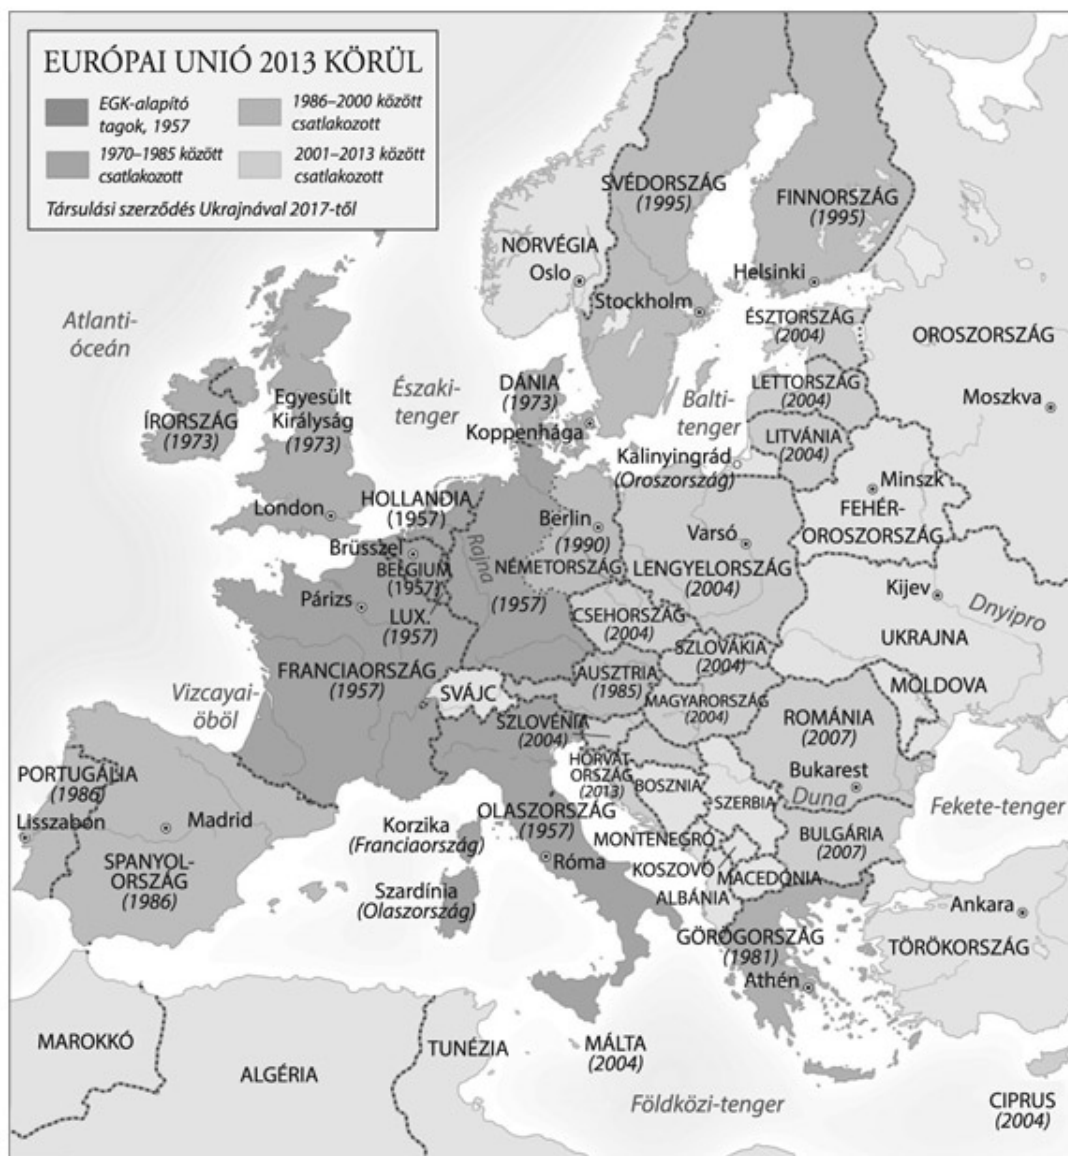 EURÓPAI UNIÓ 2013 KÖRÜL
EGK-alapító
tagok, 1957
1986–2000 között
csatlakozott
1970–1985 között
csatlakozott
2001–2013 között
csatlakozott
Társulási szerződés Ukrajnával 2017-től
SVÉDORSZÁG
(1995)
FINNORSZÁG
(1995)
NORVÉGIA
Oslo
Helsinki
Stockholm
Atlanti-
óceán
ÉSZTORSZÁG
(2004)
OROSZORSZÁG
Északi-
tenger
DÁNIA
(1973)
Koppenhága
Balti-
tenger
LETTORSZÁG
(2004)
Moszkva
Egyesült
Királyság
(1973)
ÍRORSZÁG
(1973)
LITVÁNIA
(2004)
Kalinyingrád
(Oroszország)
Minszk
FEHÉR-
OROSZORSZÁG
London
HOLLANDIA
(1957)
Berlin
(1990)
Varsó
Brüsszel
BELGIUM
(1957)
Rajna
NÉMETORSZÁG
(1957)
LENGYELORSZÁG
(2004)
Kijev
Dnyipro
Párizs
LUX.
(1957)
CSEHORSZÁG
(2004)
UKRAJNA
SZLOVÁKIA
(2004)
FRANCIAORSZÁG
(1957)
SVÁJC
AUSZTRIA
(1985)
MAGYARORSZÁG
(2004)
MOLDOVA
Vizcayai-
öböl
SZLOVÉNIA
(2004)
ROMÁNIA
(2007)
HORVÁT-
ORSZÁG
(2013)
BOSZNIA
Bukarest
Duna
SZERBIA
Fekete-tenger
PORTUGÁLIA
(1986)
Lisszabon
Madrid
SPANYOL-
ORSZÁG
(1986)
Korzika
(Franciaország)
OLASZORSZÁG
(1957)
Róma
MONTENEGRÓ
BULGÁRIA
(2007)
KOSZOVÓ
MACEDÓNIA
Szardínia
(Olaszország)
ALBÁNIA
Ankara
GÖRÖGORSZÁG
(1981)
Athén
TÖRÖKORSZÁG
MAROKKÓ
ALGÉRIA
TUNÉZIA
MÁLTA
(2004)
Földközi-tenger
CIPRUS
(2004)